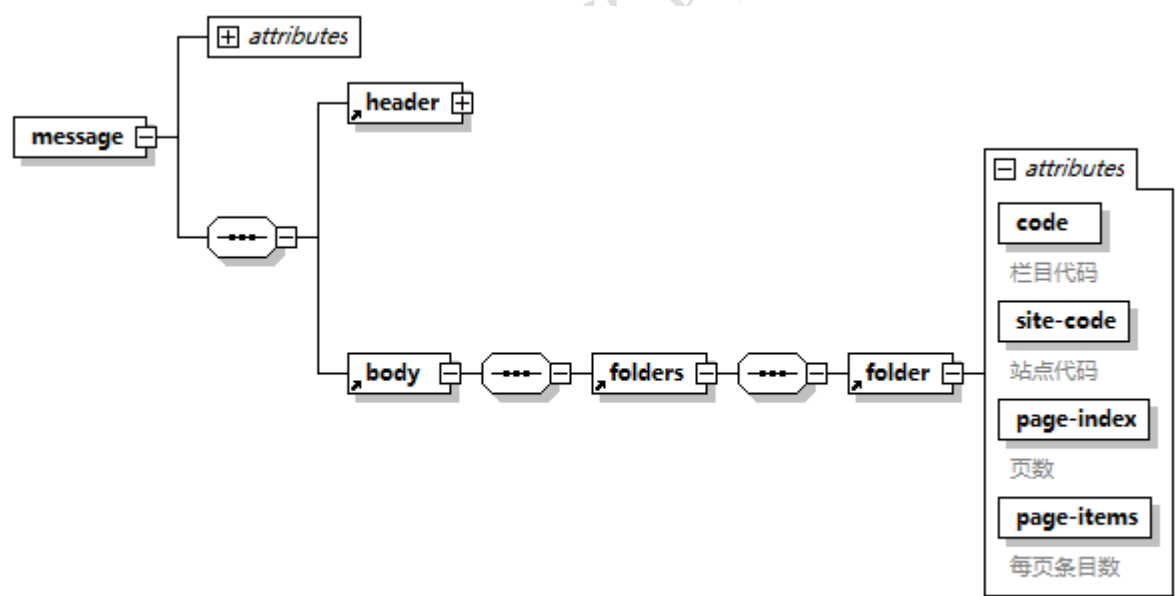 attributes
header
message
attributes
code
栏目代码
site-code
站点代码
body
folders
folder
page-index
页数
page-items
每页条目数